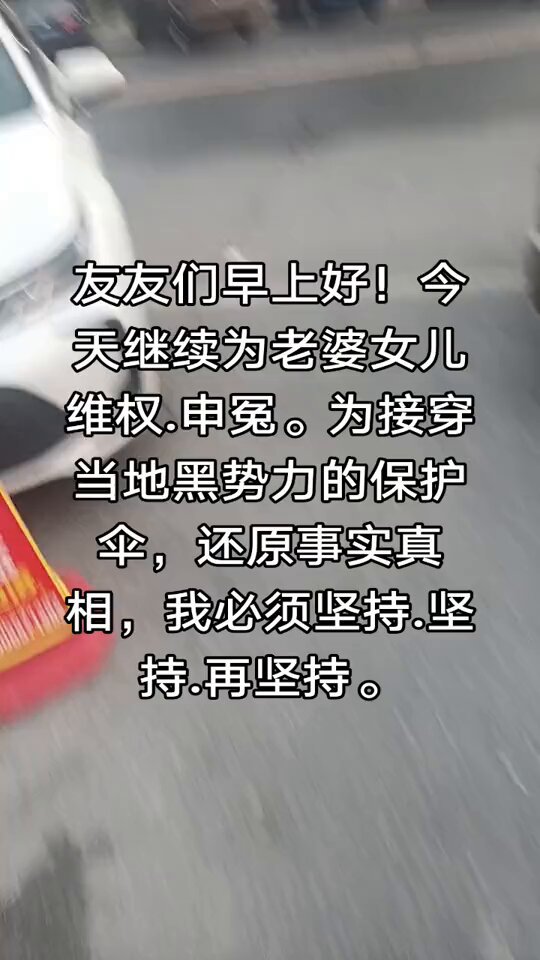 友友们早上好！今
天继续为老婆女儿
维权.申冤。为接穿
当地黑势力的保护
伞，还原事实真
相，我必须坚持.坚
持.再坚持。